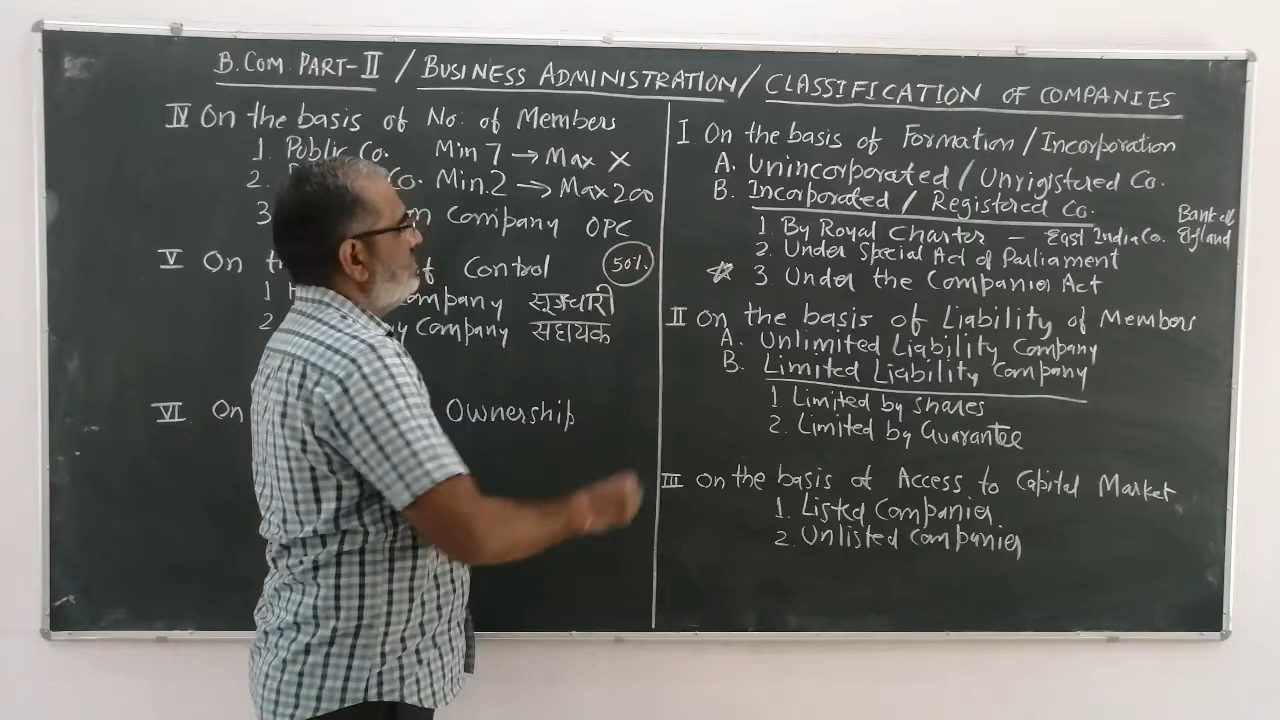 B.COM. PART-II / BUSINESS ADMINISTRATION / CLASSIFICATION OF COMPANIES
I On the basis of Formation / Incorporation
A. Unincorporated / Unrigistered Co.
B. Incorporated / Registered Co.
1. By Royal Charter — East India Co. Bank of England
2. Under Special Act of Parliament
3. Under the Companies Act
II On the basis of Liability of Members
A. Unlimited Liability Company
B. Limited Liability Company
1 Limited by shares
2. Limited by Guarantee
III On the basis of Access to Capital Market
1. Listed Companies
2. Unlisted Companies
IV On the basis of No: of Members
1. Public Co. Min 7 → Max X
2. Co. Min. 2 → Max 200
3 Company OPC
V On of Control 50%
1 Company सूत्रधारी
2 Company सहायक
VI On Ownership